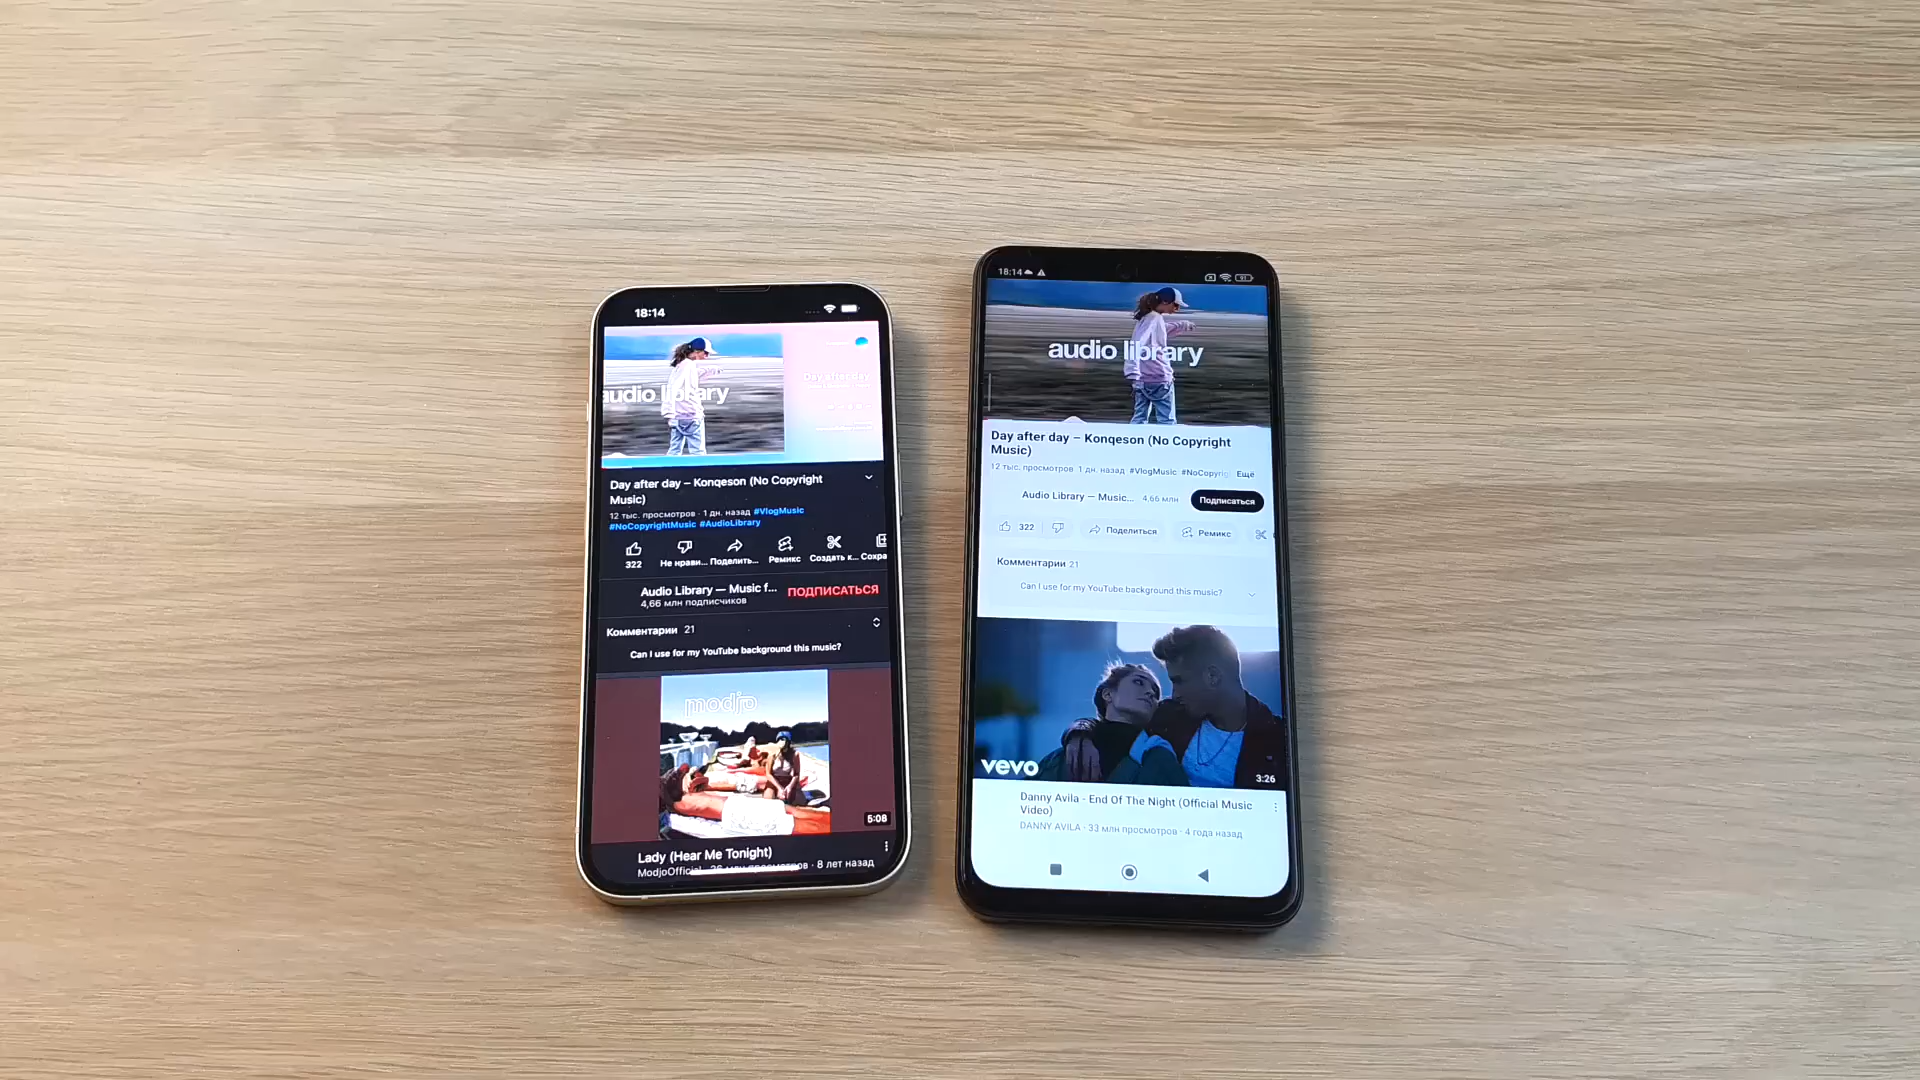 18:14
audio library
Day after day – Konqeson (No Copyright
Music)
12 тыс. просмотров · 1 дн. назад #VlogMusic
#NoCopyrightMusic #AudioLibrary
322
Не нрави...
Поделить...
Ремикс
Создать к...
Сохра
Audio Library — Music f...
4,66 млн подписчиков
ПОДПИСАТЬСЯ
Комментарии 21
Can I use for my YouTube background this music?
modjo
5:08
Lady (Hear Me Tonight)
ModjoOfficial · 26 млн просмотров · 8 лет назад
18:14
91
audio library
Day after day – Konqeson (No Copyright
Music)
12 тыс. просмотров 1 дн. назад #VlogMusic #NoCopyrig Ещё
Audio Library — Music... 4,66 млн
Подписаться
322
Поделиться
Ремикс
Комментарии 21
Can I use for my YouTube background this music?
vevo
3:26
Danny Avila - End Of The Night (Official Music
Video)
DANNY AVILA · 33 млн просмотров · 4 года назад